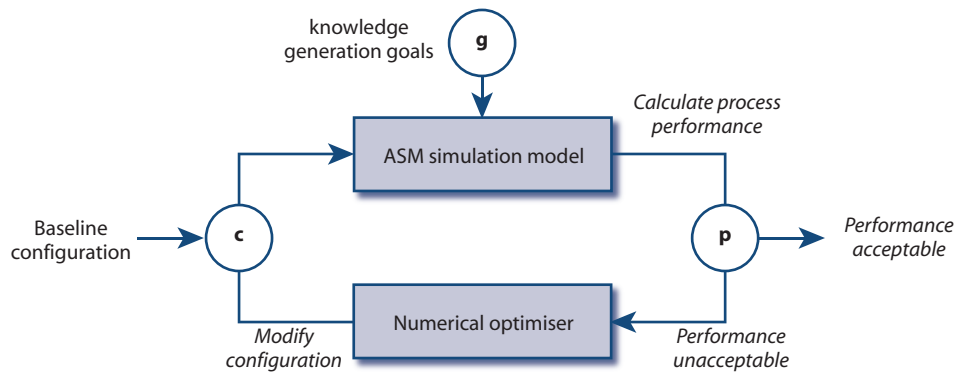 knowledge
generation goals
g
Calculate process
performance
ASM simulation model
Baseline
configuration
c
p
Performance
acceptable
Numerical optimiser
Modify
configuration
Performance
unacceptable